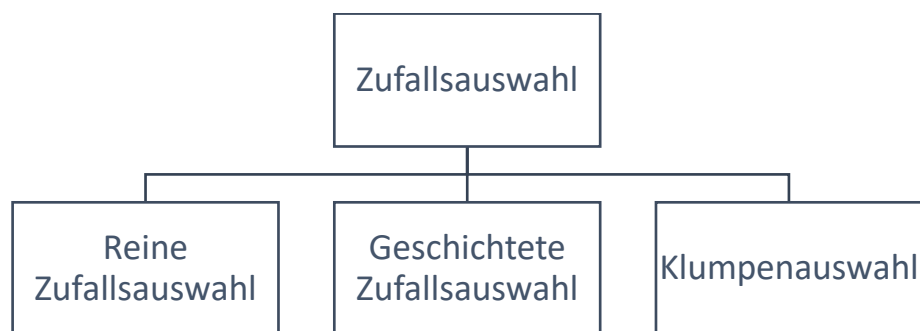 Zufallsauswahl
Reine
Zufallsauswahl
Geschichtete
Zufallsauswahl
Klumpenauswahl